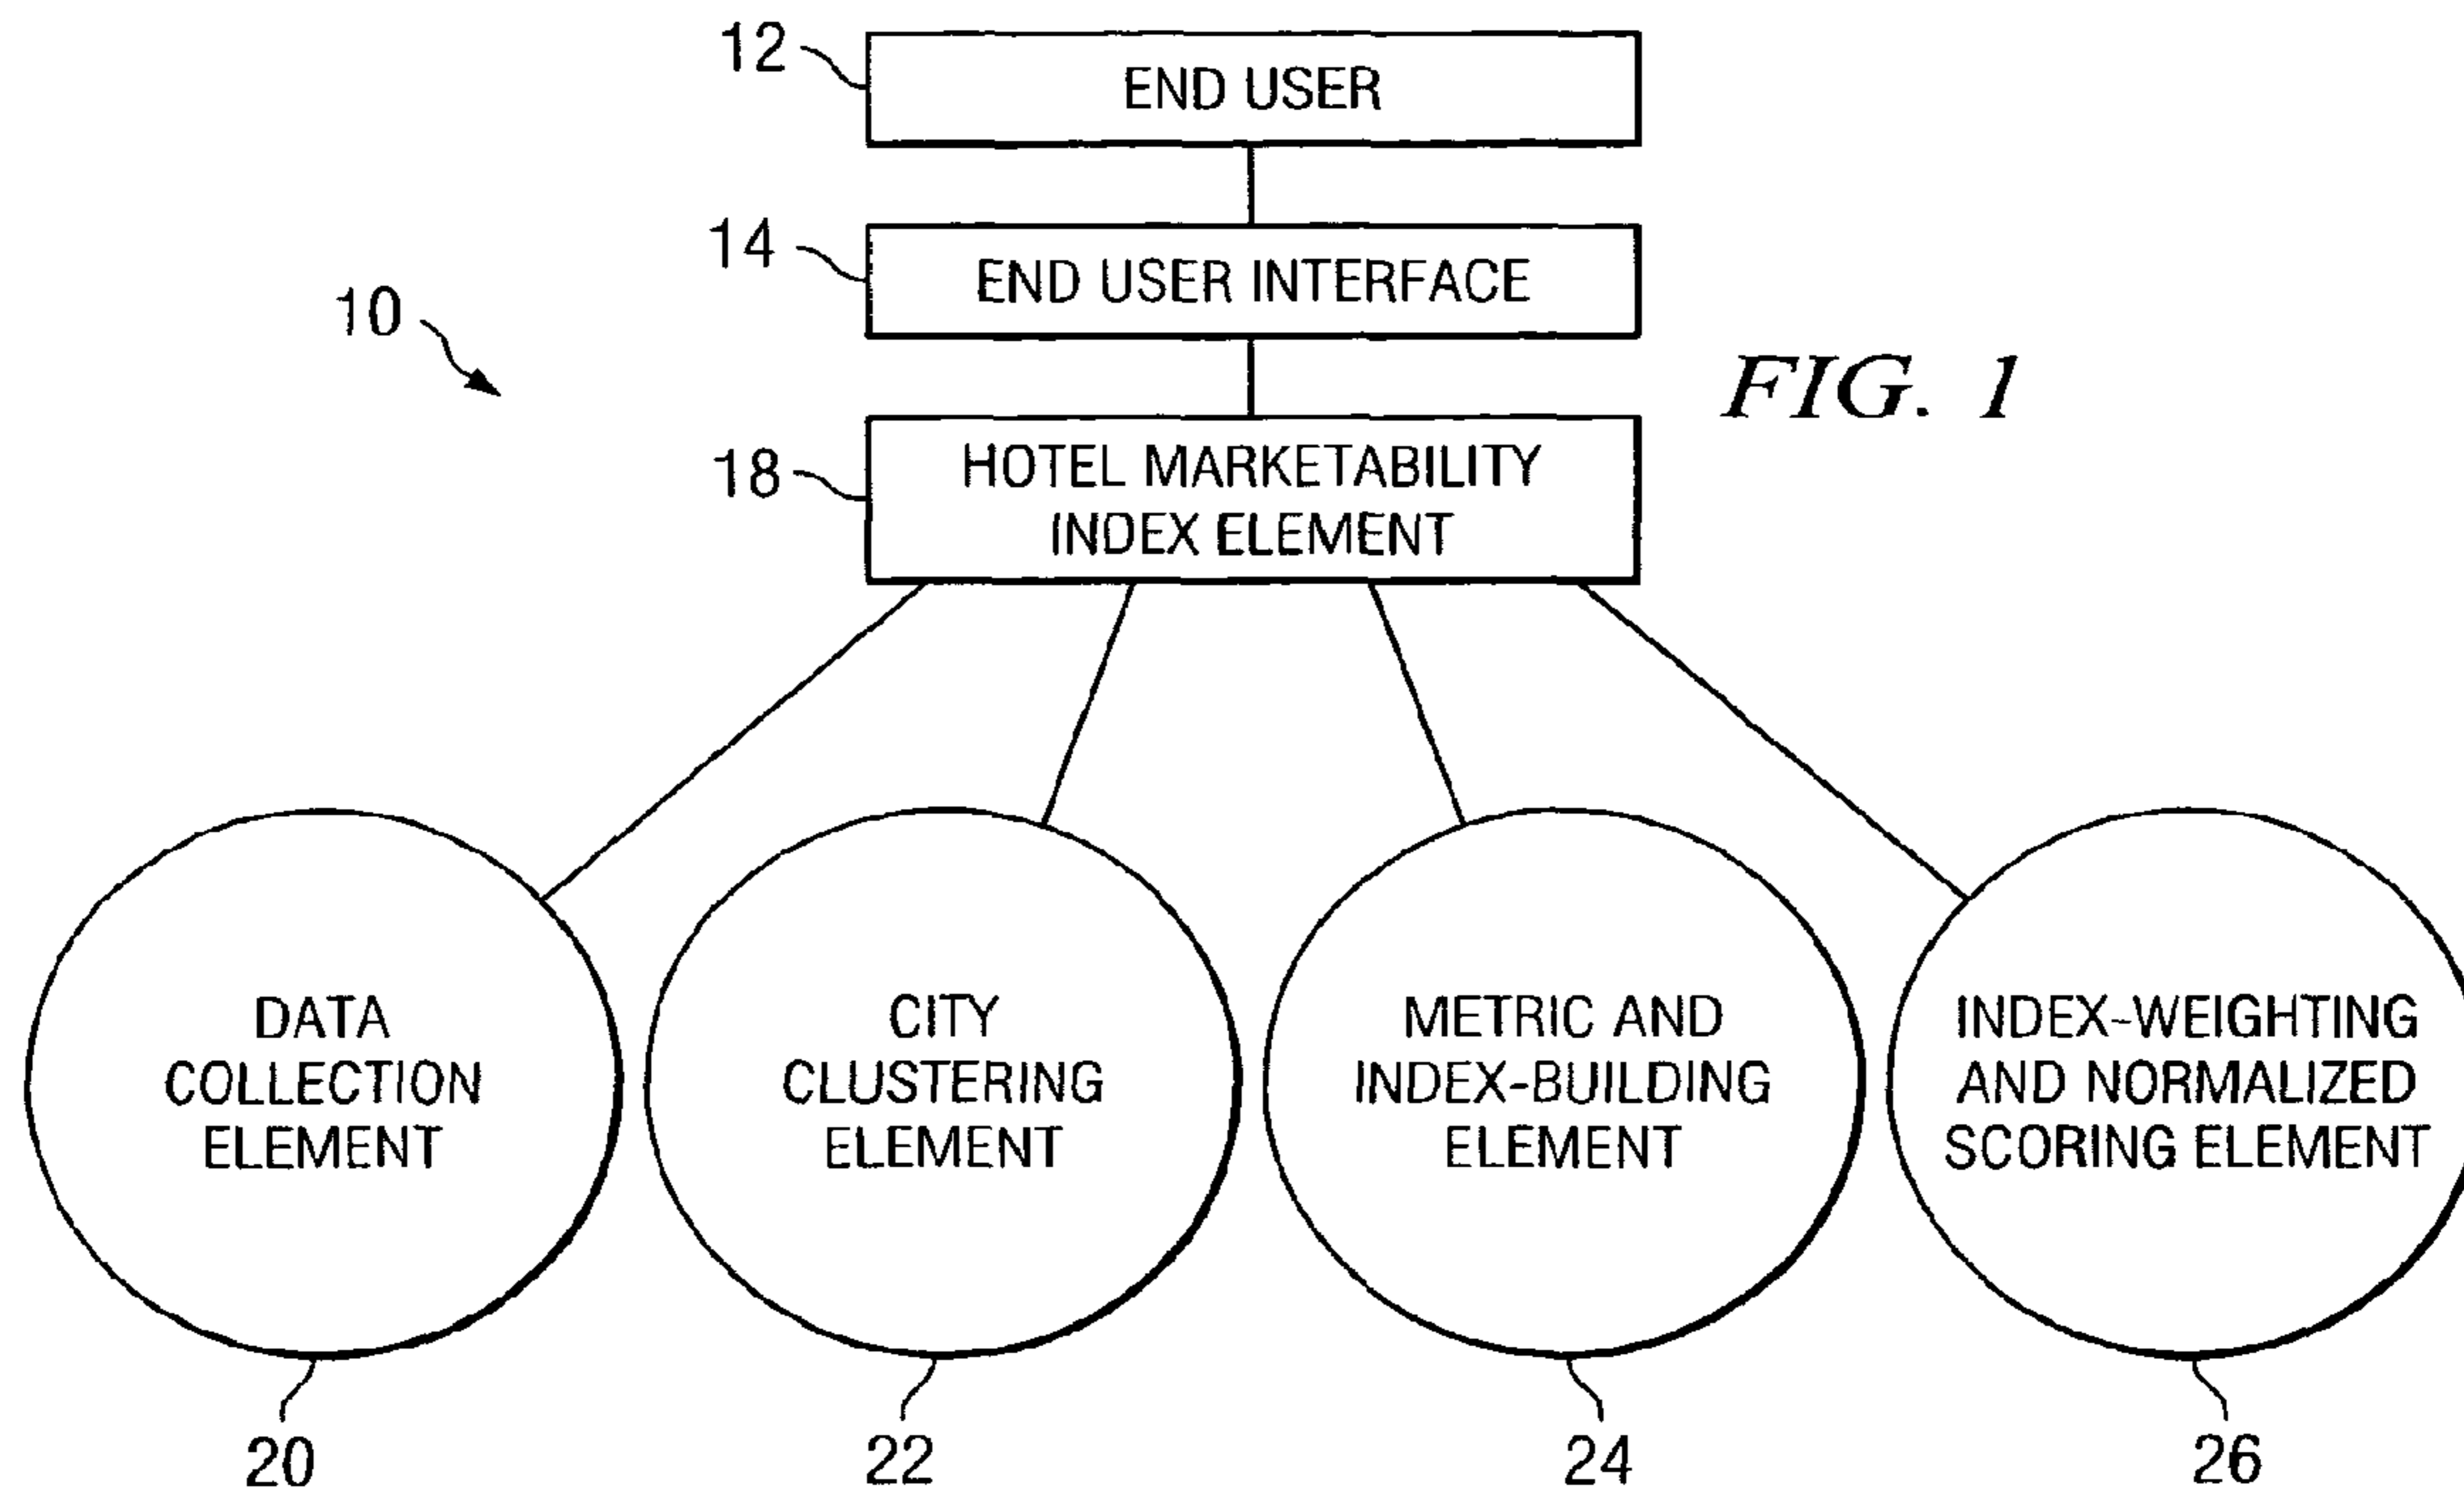 12
END USER
14
END USER INTERFACE
10
FIG. 1
18
HOTEL MARKETABILITY
INDEX ELEMENT
DATA
COLLECTION
ELEMENT
CITY
CLUSTERING
ELEMENT
METRIC AND
INDEX-BUILDING
ELEMENT
INDEX-WEIGHTING
AND NORMALIZED
SCORING ELEMENT
20
22
24
26